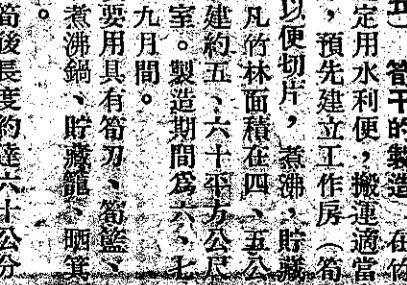 五）筍干的製造 在竹
定用水利便，搬運適當
，預先建立工作房（筍
以便切片，煮沸，貯藏
凡竹林面積在四、五公
建約五、六十平方公尺
室。製造期間爲六、七
九月間。
要用具有筍刀、筍籃、
煮沸鍋、貯藏籠、晒箕
。
筍後長度約達六十公分